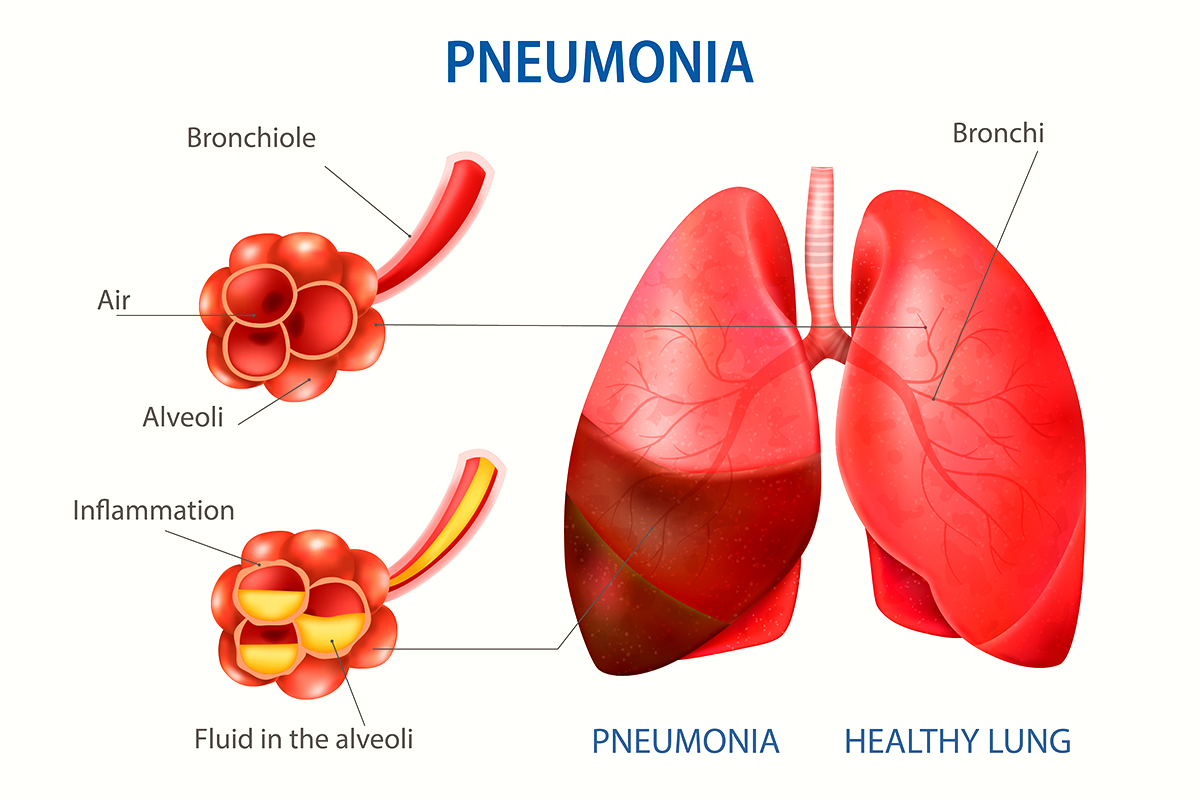 PNEUMONIA
Bronchiole
Bronchi
Air
Alveoli
Inflammation
Fluid in the alveoli
PNEUMONIA
HEALTHY LUNG